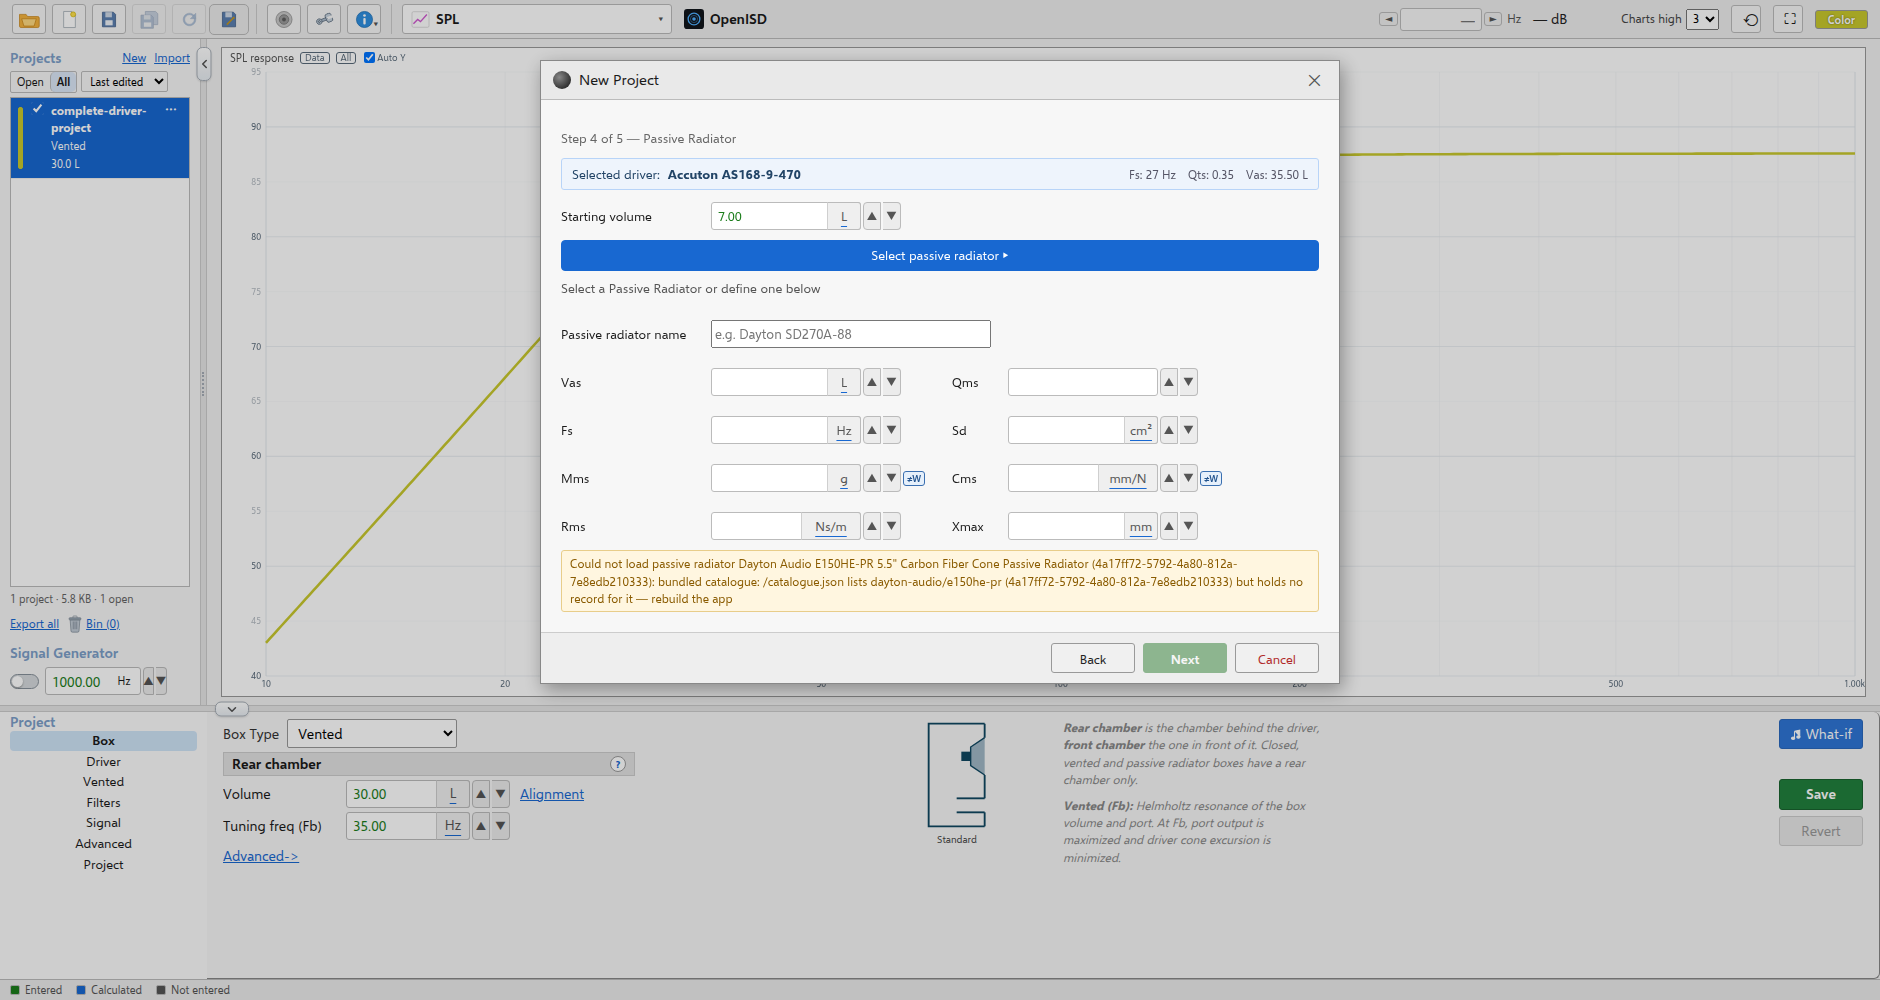 SPL
OpenISD
—
Hz
— dB
Charts high
3
Color
Projects
New
Import
Open
All
Last edited
complete-driver-project
Vented
30.0 L
1 project · 5.8 KB · 1 open
Export all
Bin (0)
Signal Generator
1000.00 Hz
SPL response
Data
All
Auto Y
95
90
85
80
75
70
65
60
55
50
45
40
10
20
50
100
200
500
1.00k
New Project
Step 4 of 5 — Passive Radiator
Selected driver: Accuton AS168-9-470
Fs: 27 Hz Qts: 0.35 Vas: 35.50 L
Starting volume
7.00
L
Select passive radiator
Select a Passive Radiator or define one below
Passive radiator name
e.g. Dayton SD270A-88
Vas
L
Qms
Fs
Hz
Sd
cm²
Mms
g
≠W
Cms
mm/N
≠W
Rms
Ns/m
Xmax
mm
Could not load passive radiator Dayton Audio E150HE-PR 5.5" Carbon Fiber Cone Passive Radiator (4a17ff72-5792-4a80-812a-
7e8edb210333): bundled catalogue: /catalogue.json lists dayton-audio/e150he-pr (4a17ff72-5792-4a80-812a-7e8edb210333) but holds no
record for it — rebuild the app
Back
Next
Cancel
Project
Box
Driver
Vented
Filters
Signal
Advanced
Project
Box Type
Vented
Rear chamber
?
Volume
30.00
L
Alignment
Tuning freq (Fb)
35.00
Hz
Advanced->
Standard
Rear chamber is the chamber behind the driver,
front chamber the one in front of it. Closed,
vented and passive radiator boxes have a rear
chamber only.
Vented (Fb): Helmholtz resonance of the box
volume and port. At Fb, port output is
maximized and driver cone excursion is
minimized.
What-if
Save
Revert
Entered
Calculated
Not entered